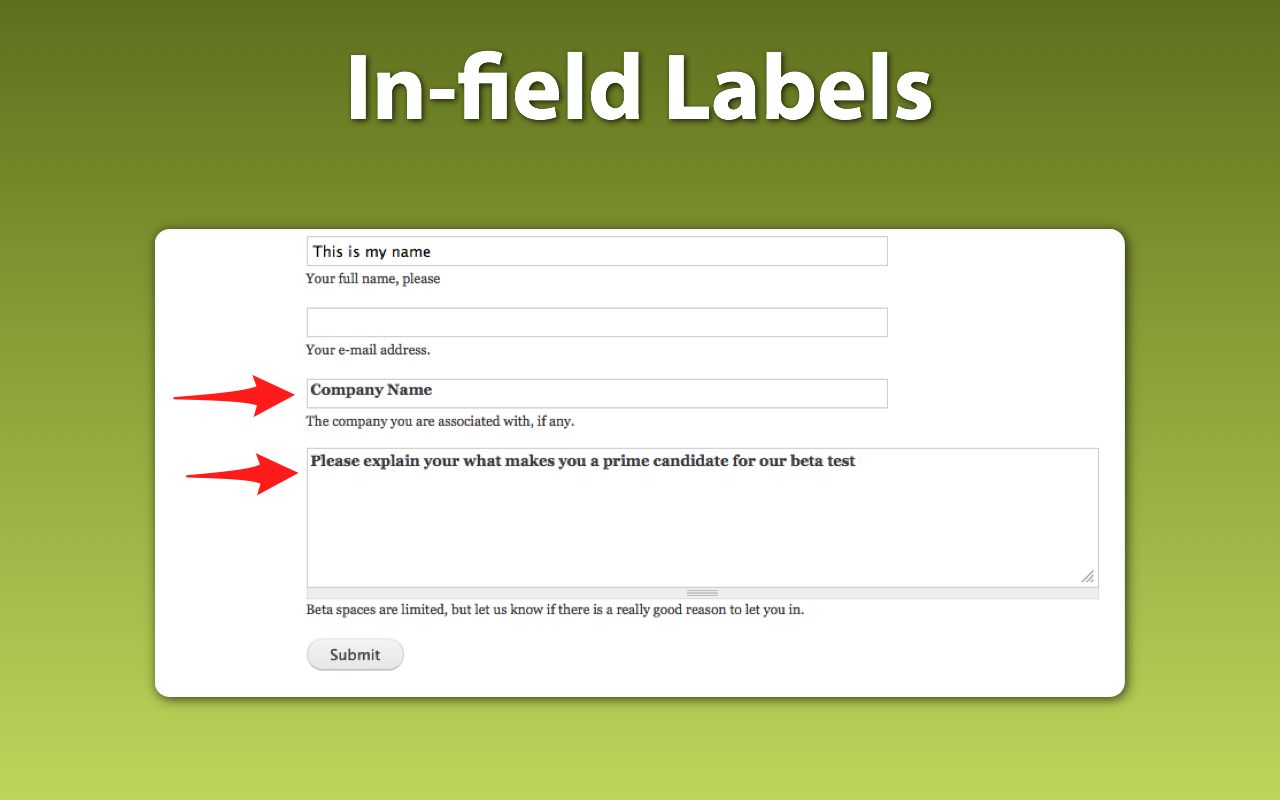 In-field Labels
This is my name
Your full name, please
Your e-mail address.
Company Name
The company you are associated with, if any.
Please explain your what makes you a prime candidate for our beta test
Beta spaces are limited, but let us know if there is a really good reason to let you in.
Submit